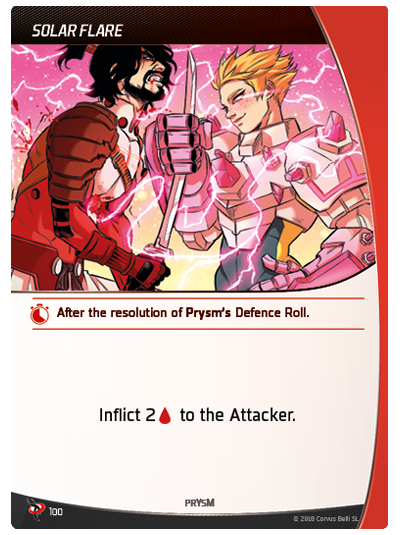 SOLAR FLARE
After the resolution of Prysm's Defence Roll.
Inflict 2 to the Attacker.
100
PRYSM
© 2018 Corvus Belli SL